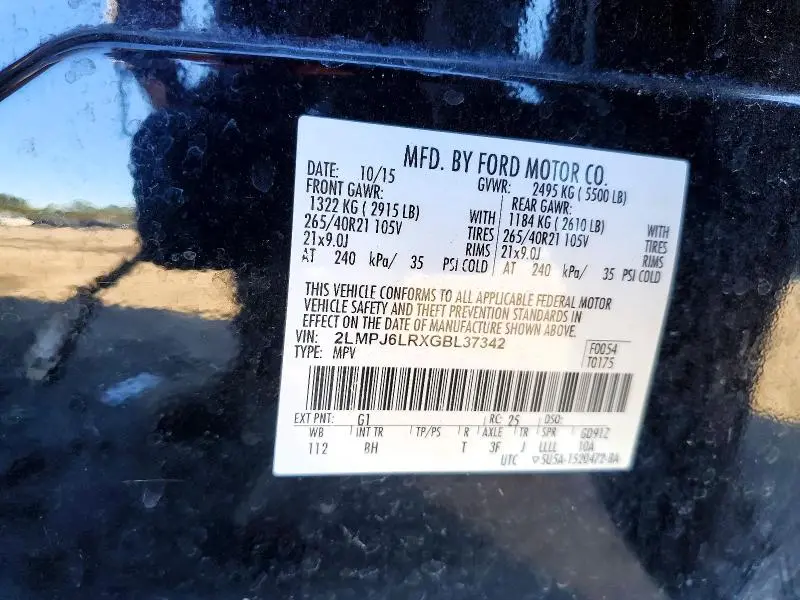 MFD. BY FORD MOTOR CO.
DATE: 10/15 GVWR: 2495 KG ( 5500 LB)
FRONT GAWR: REAR GAWR:
1322 KG ( 2915 LB) WITH 1184 KG ( 2610 LB) WITH
265/40R21 105V TIRES 265/40R21 105V TIRES
21x9.0J RIMS 21x9.0J RIMS
AT 240 kPa/ 35 PSI COLD AT 240 kPa/ 35 PSI COLD
THIS VEHICLE CONFORMS TO ALL APPLICABLE FEDERAL MOTOR
VEHICLE SAFETY AND THEFT PREVENTION STANDARDS IN
EFFECT ON THE DATE OF MANUFACTURE SHOWN ABOVE.
VIN: 2LMPJ6LRXGBL37342
TYPE: MPV
F0054
T0175
EXT PNT: G1 RC: 25 DSO:
WB INT TR TP/PS R AXLE TR SPR GD91Z
112 BH T 3F J LLLL 10A
UTC ▽5U5A-1520472-BA